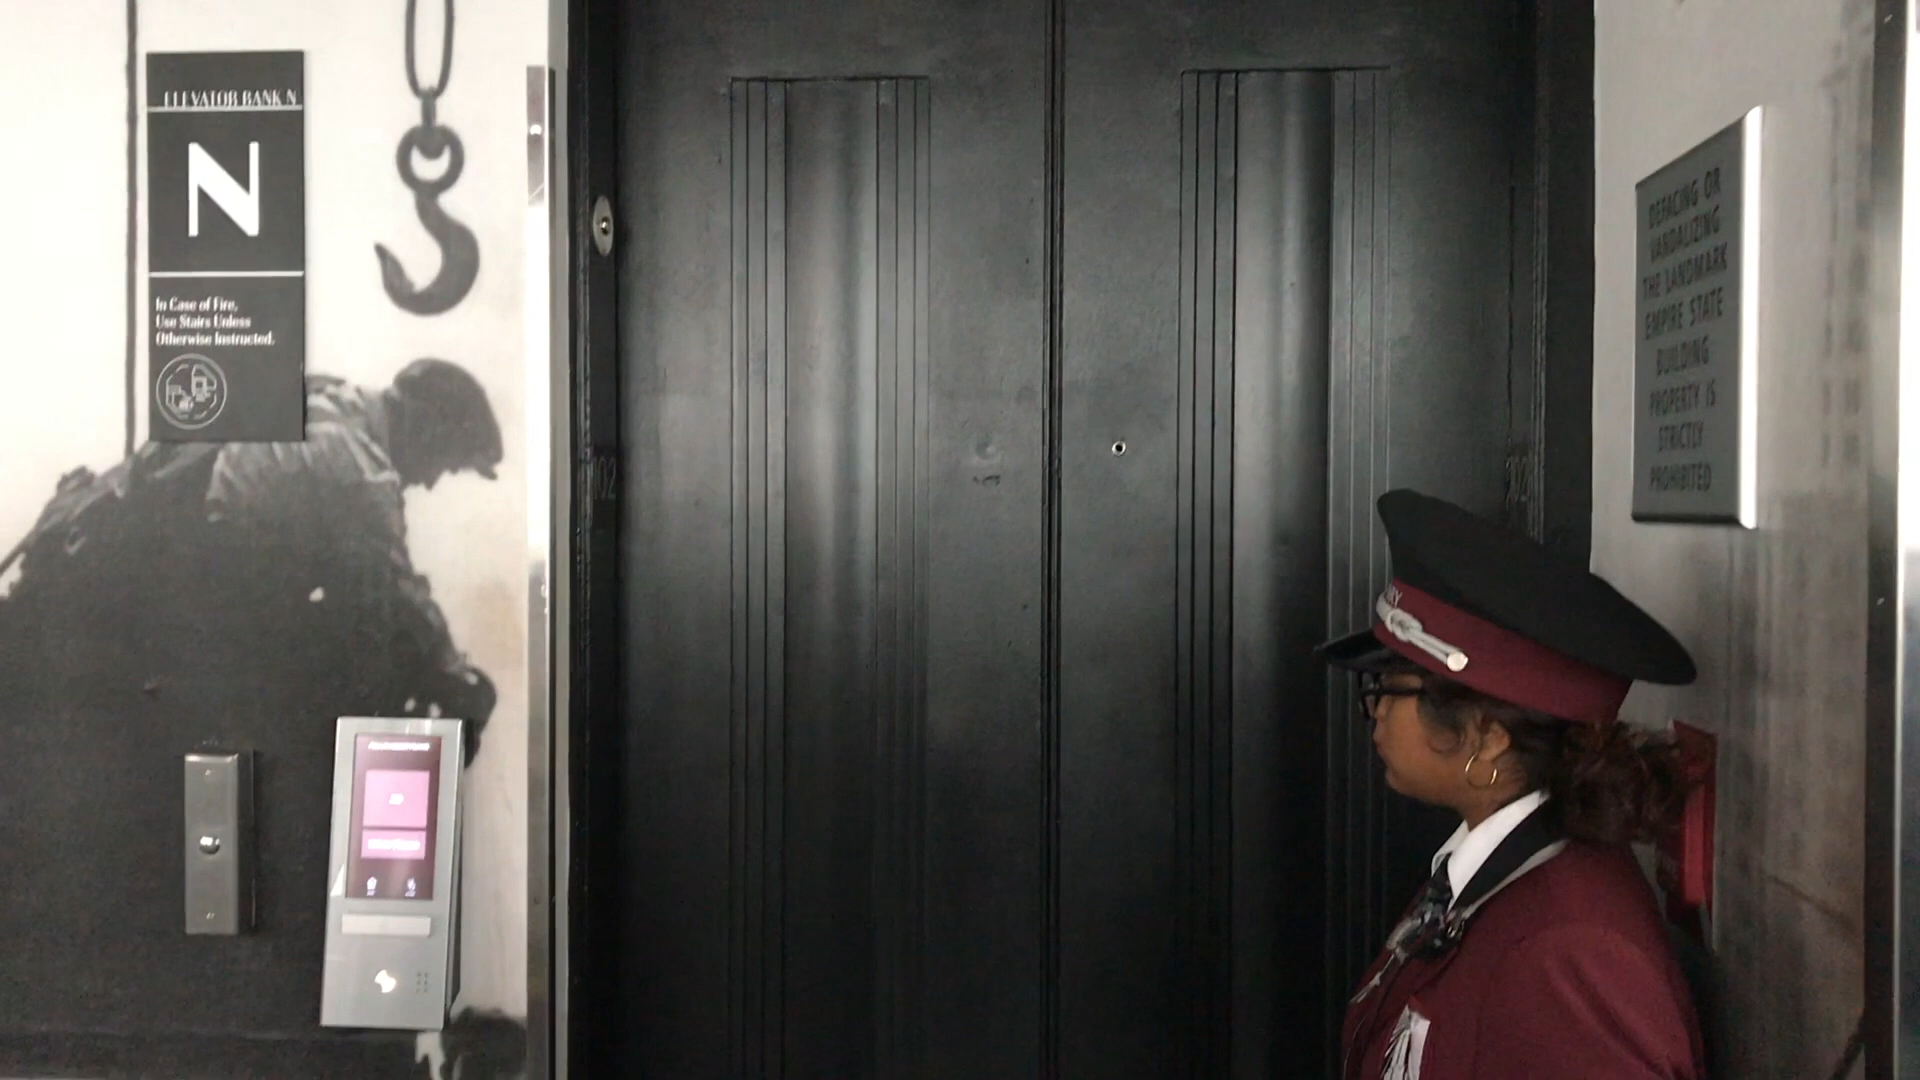 ELEVATOR BANK N
N
In Case of Fire,
Use Stairs Unless
Otherwise Instructed.
102
DEFACING OR
VANDALIZING
THE LANDMARK
EMPIRE STATE
BUILDING
PROPERTY IS
STRICTLY
PROHIBITED